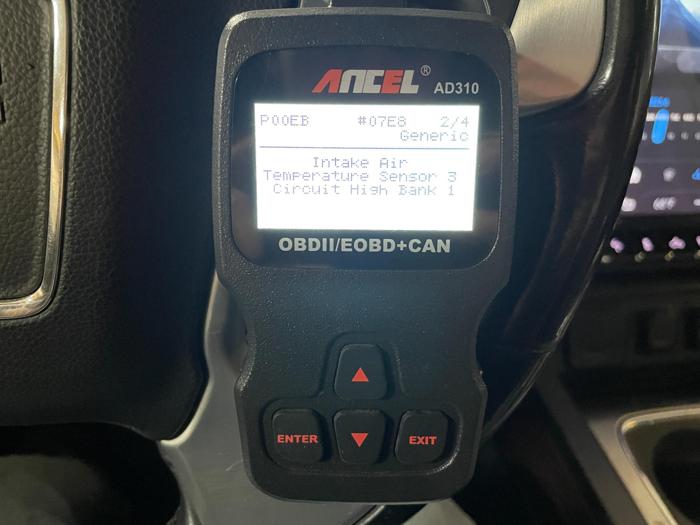 ANCEL® AD310
P00EB #07E8 2/4
Generic
Intake Air
Temperature Sensor 3
Circuit High Bank 1
OBDII/EOBD+CAN
ENTER
EXIT